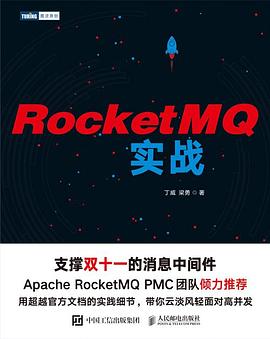 TURING 图灵原创
RocketMQ
实战
丁威 梁勇 著
支撑双十一的消息中间件
Apache RocketMQ PMC团队倾力推荐
用超越官方文档的实践细节,带你云淡风轻面对高并发
中国工信出版集团 人民邮电出版社